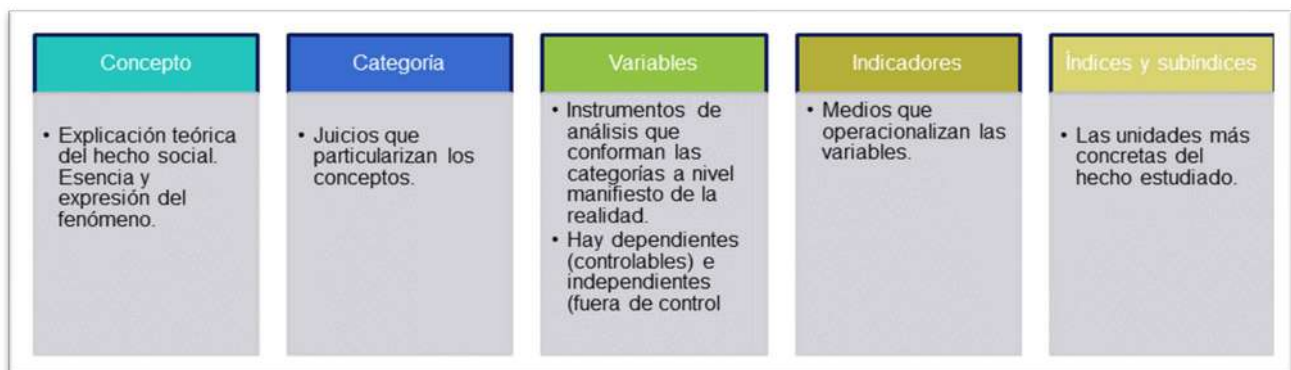 Concepto
• Explicación teórica
del hecho social.
Esencia y
expresión del
fenómeno.
Categoría
• Juicios que
particularizan los
conceptos.
Variables
• Instrumentos de
análisis que
conforman las
categorías a nivel
manifiesto de la
realidad.
• Hay dependientes
(controlables) e
independientes
(fuera de control
Indicadores
• Medios que
operacionalizan las
variables.
Índices y subíndices
• Las unidades más
concretas del
hecho estudiado.